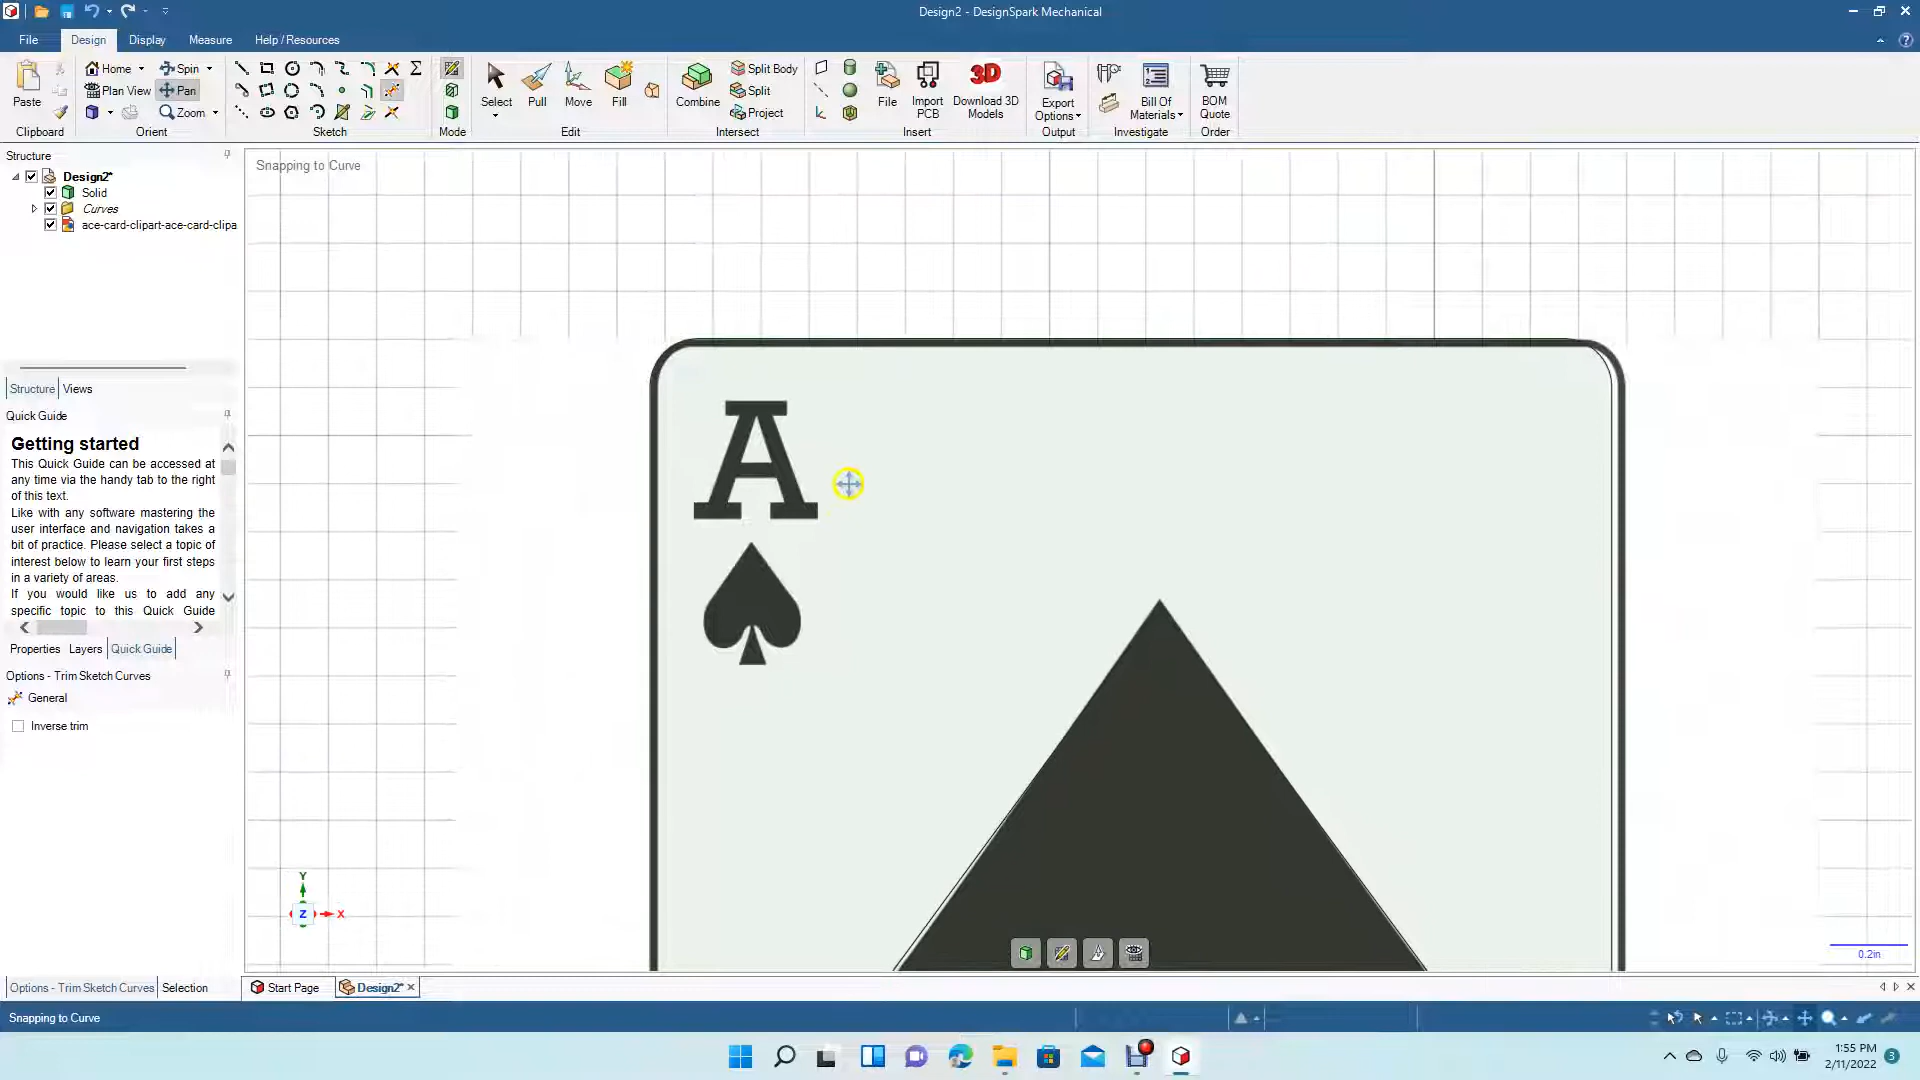 Design2 - DesignSpark Mechanical
File Design Display Measure Help / Resources
Paste
Clipboard
Home Spin
Plan View Pan
Zoom
Orient
Sketch
Mode
Select Pull Move Fill
Edit
Combine
Split Body
Split
Project
Intersect
File
Import PCB
3D
Download 3D Models
Insert
Export Options
Output
Bill Of Materials
Investigate
BOM Quote
Order
Structure
Design2*
Solid
Curves
ace-card-clipart-ace-card-clipa
Structure Views
Quick Guide
Getting started
This Quick Guide can be accessed at
any time via the handy tab to the right
of this text.
Like with any software mastering the
user interface and navigation takes a
bit of practice. Please select a topic of
interest below to learn your first steps
in a variety of areas.
If you would like us to add any
specific topic to this Quick Guide
Properties Layers Quick Guide
Options - Trim Sketch Curves
General
Inverse trim
Options - Trim Sketch Curves Selection
Snapping to Curve
A
Y
Z X
0.2in
Start Page Design2*
Snapping to Curve
1:55 PM
2/11/2022
3